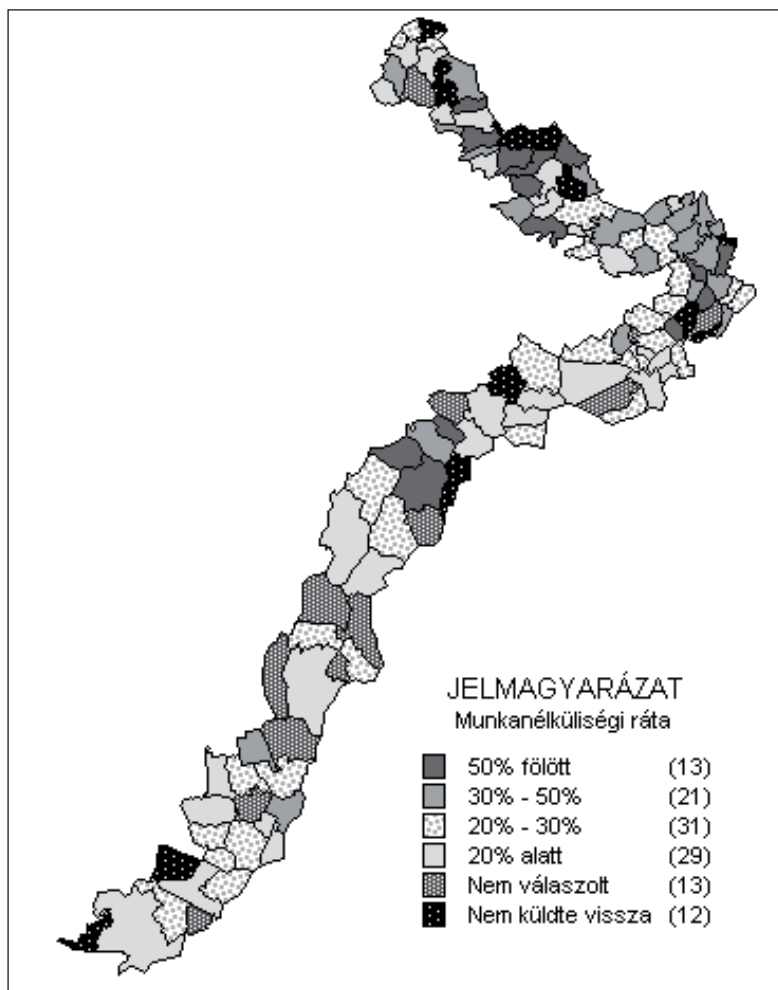 JELMAGYARÁZAT
Munkanélküliségi ráta
50% fölött (13)
30% - 50% (21)
20% - 30% (31)
20% alatt (29)
Nem válaszolt (13)
Nem küldte vissza (12)